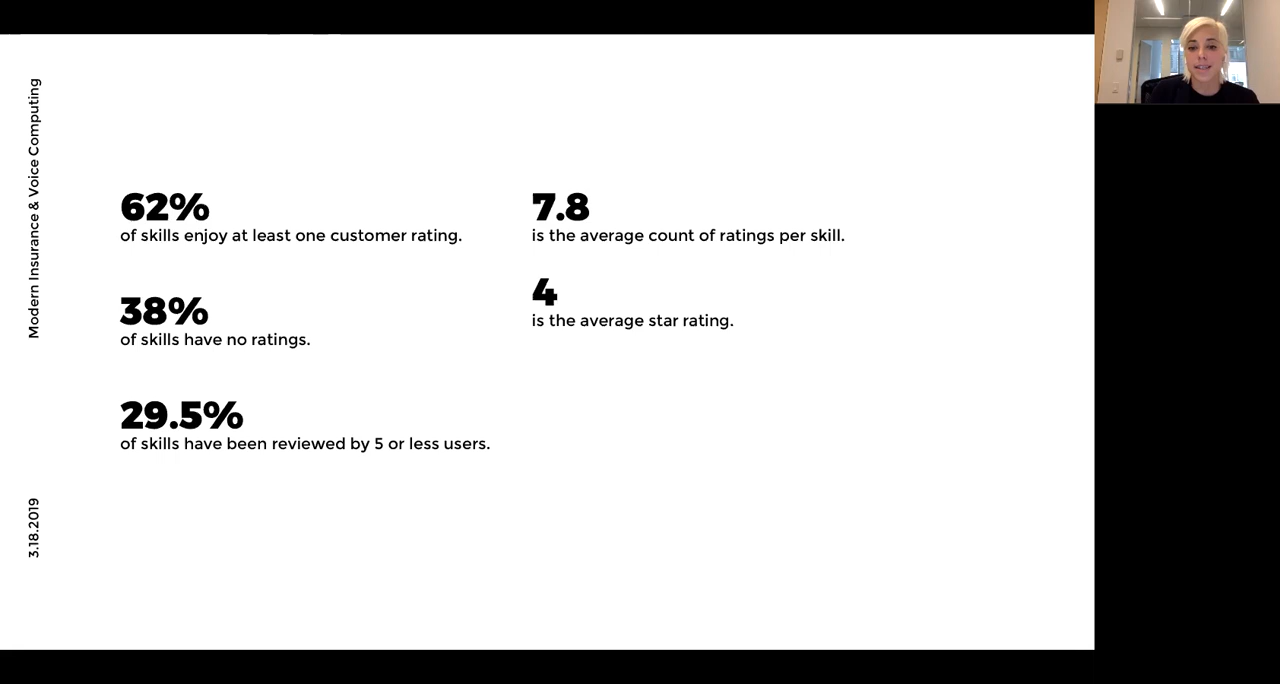 Modern Insurance & Voice Computing
3.18.2019
62%
of skills enjoy at least one customer rating.
38%
of skills have no ratings.
29.5%
of skills have been reviewed by 5 or less users.
7.8
is the average count of ratings per skill.
4
is the average star rating.